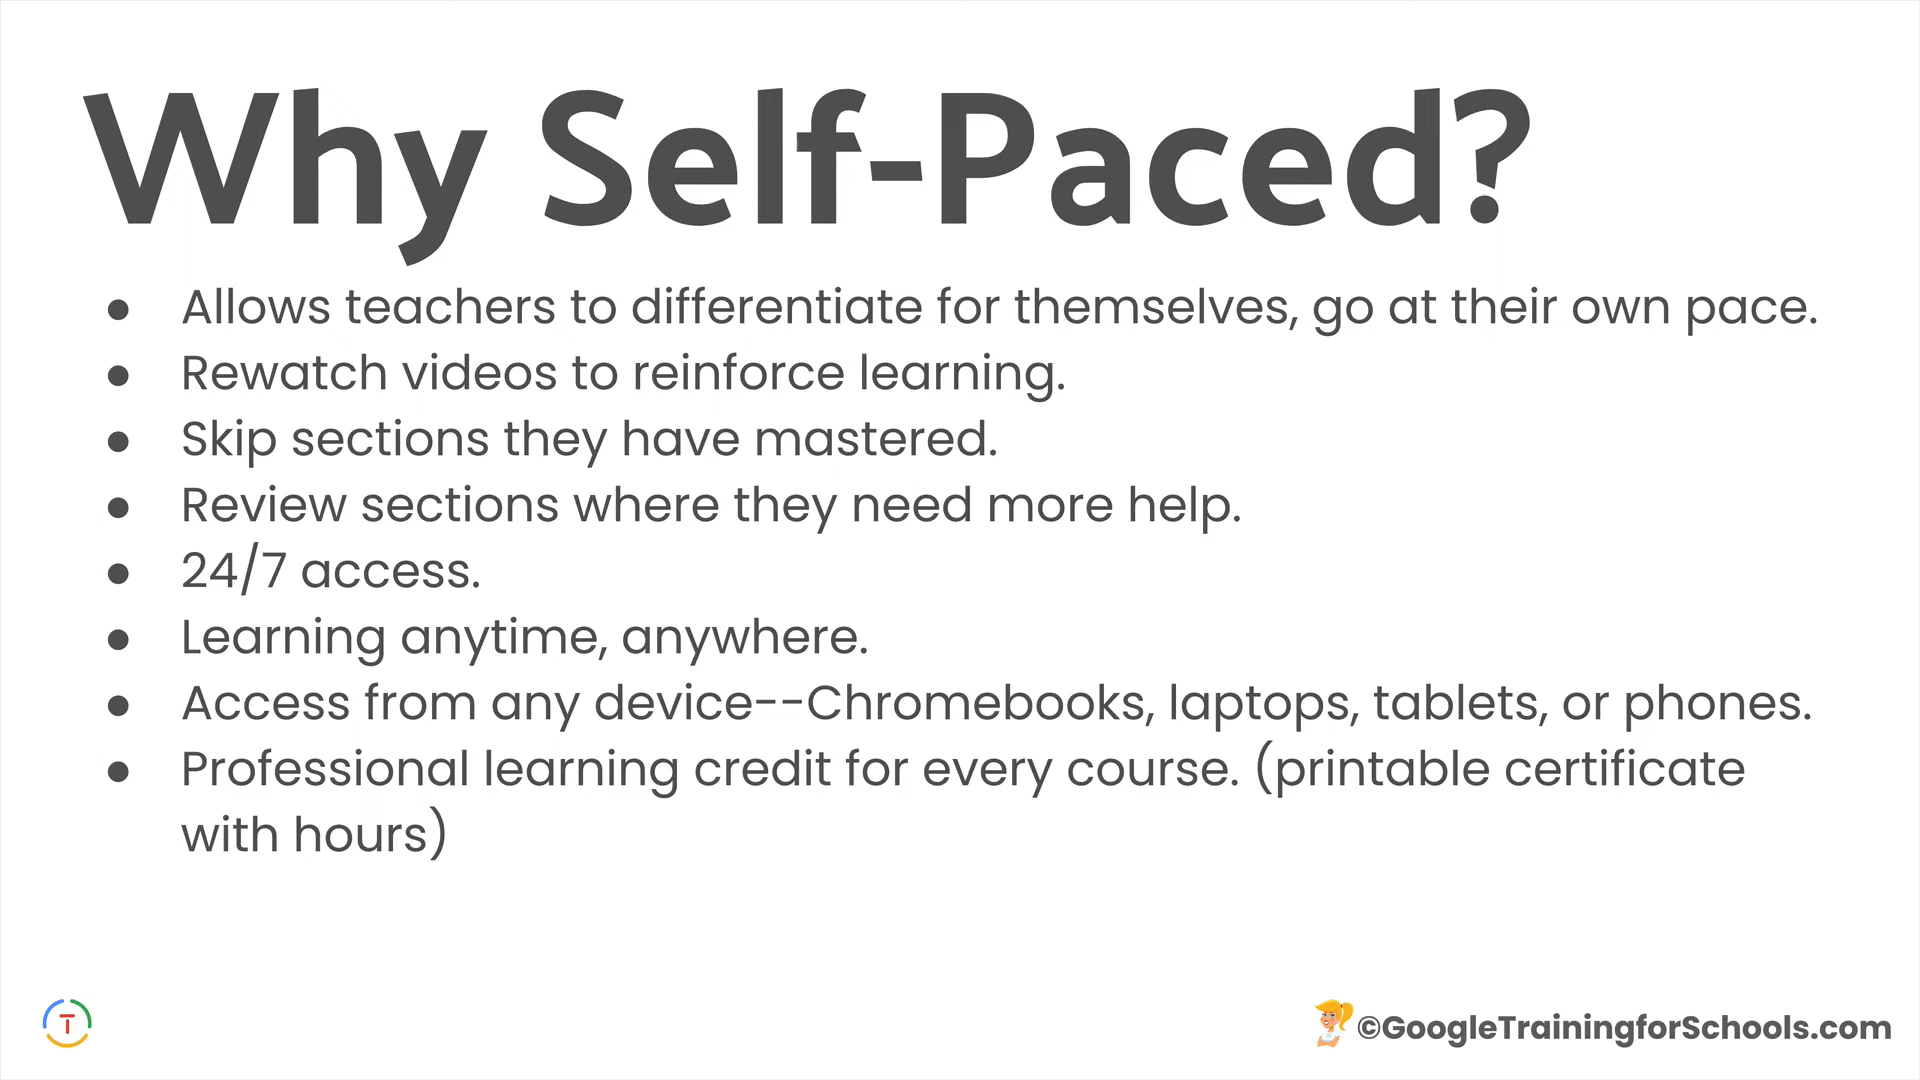 Why Self-Paced?
● Allows teachers to differentiate for themselves, go at their own pace.
● Rewatch videos to reinforce learning.
● Skip sections they have mastered.
● Review sections where they need more help.
● 24/7 access.
● Learning anytime, anywhere.
● Access from any device--Chromebooks, laptops, tablets, or phones.
● Professional learning credit for every course. (printable certificate
with hours)
T
©GoogleTrainingforSchools.com